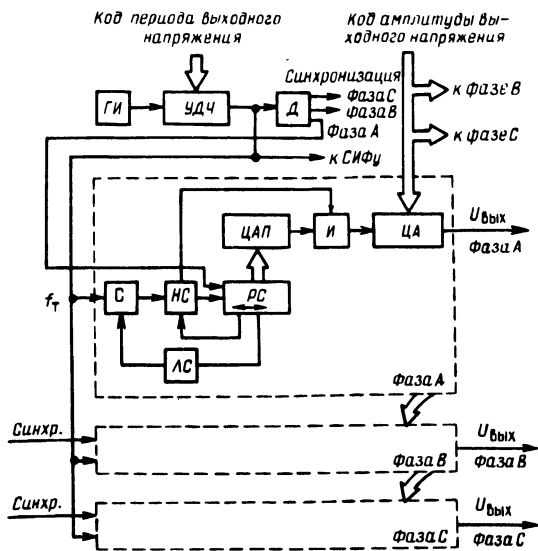 Код периода выходного
напряжения
Код амплитуды вы-
ходного напряжения
Синхронизация
Фаза С
Фаза В
Фаза А
к фазе В
к фазе С
ГИ
УДЧ
Д
к СИФУ
ЦАП
И
ЦА
Uвых
Фаза А
fт
С
НС
РС
ЛС
Фаза А
Синхр.
Uвых
Фаза В
Фаза В
Синхр.
Uвых
Фаза С
Фаза С